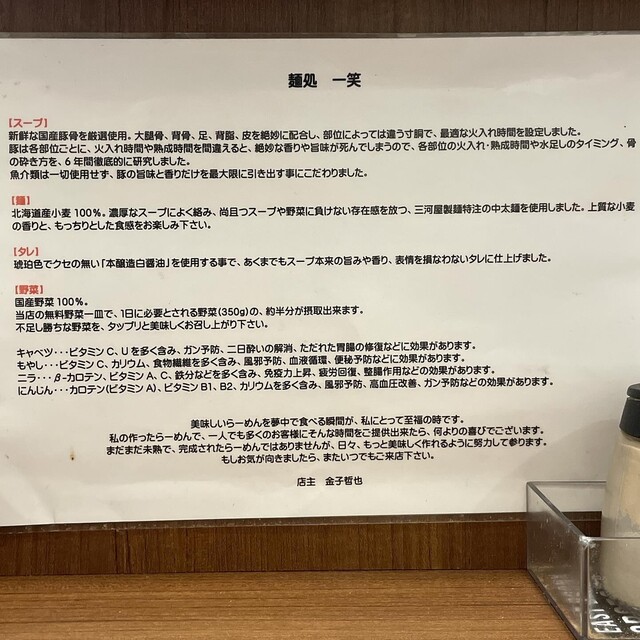 麺処 一笑
【スープ】
新鮮な国産豚骨を厳選使用。大腿骨、背骨、足、背脂、皮を絶妙に配合し、部位によっては違う寸胴で、最適な火入れ時間を設定しました。
豚は各部位ごとに、火入れ時間や熟成時間を間違えると、絶妙な香りや旨味が死んでしまうので、各部位の火入れ・熟成時間や水足しのタイミング、骨
の砕き方を、6年間徹底的に研究しました。
魚介類は一切使用せず、豚の旨味と香りだけを最大限に引き出す事にこだわりました。
【麺】
北海道産小麦100%。濃厚なスープによく絡み、尚且つスープや野菜に負けない存在感を放つ、三河屋製麺特注の中太麺を使用しました。上質な小麦
の香りと、もっちりとした食感をお楽しみ下さい。
【タレ】
琥珀色でクセの無い「本醸造白醤油」を使用する事で、あくまでもスープ本来の旨みや香り、表情を損なわないタレに仕上げました。
【野菜】
国産野菜100%。
当店の無料野菜一皿で、1日に必要とされる野菜(350g)の、約半分が摂取出来ます。
不足し勝ちな野菜を、タップリと美味しくお召し上がり下さい。
キャベツ・・・ビタミンC、Uを多く含み、ガン予防、二日酔いの解消、ただれた胃腸の修復などに効果があります。
もやし・・・ビタミンC、カリウム、食物繊維を多く含み、風邪予防、血液循環、便秘予防などに効果があります。
ニラ・・・β-カロテン、ビタミンA、C、鉄分などを多く含み、免疫力上昇、疲労回復、整腸作用などの効果があります。
にんじん・・・カロテン(ビタミンA)、ビタミンB1、B2、カリウムを多く含み、風邪予防、高血圧改善、ガン予防などの効果があります。
美味しいらーめんを夢中で食べる瞬間が、私にとって至福の時です。
私の作ったらーめんで、一人でも多くのお客様にそんな時間をご提供出来たら、何よりの喜びでございます。
まだまだ未熟で、完成されたらーめんではありませんが、日々、もっと美味しく作れるように努力して参ります。
もしお気が向きましたら、またいつでもご来店下さい。
店主 金子哲也
EASY